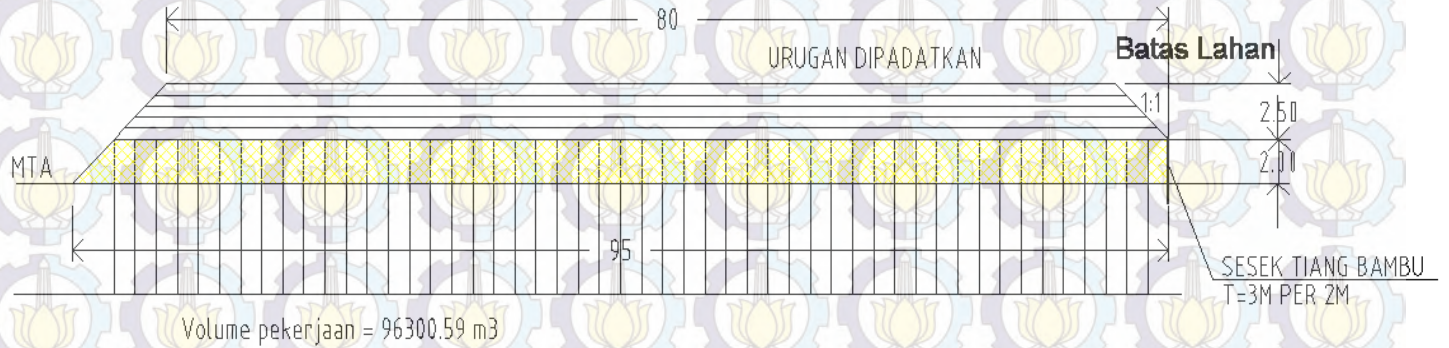 80
URUGAN DIPADATKAN
Batas Lahan
1:1
2.50
MTA
2.00
95
SESEK TIANG BAMBU
T=3M PER 2M
Volume pekerjaan = 96300.59 m3